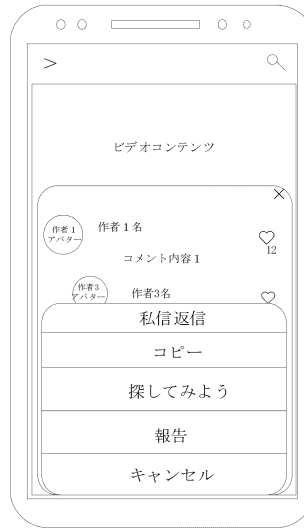 >
ビデオコンテンツ
×
作者 1
アバター
作者 1 名
12
コメント内容 1
作者3
アバター
作者3名
私信返信
コピー
探してみよう
報告
キャンセル